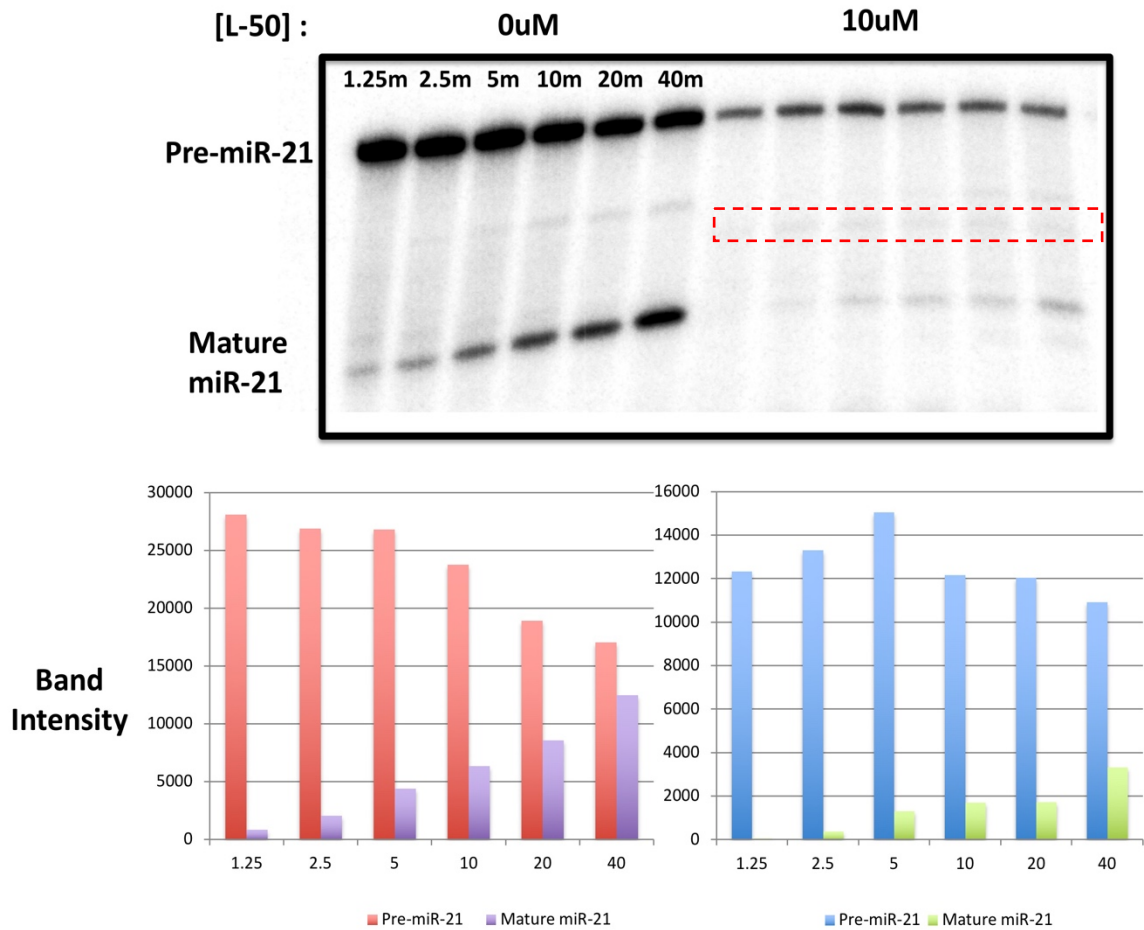 [L-50] : 0uM 10uM
1.25m 2.5m 5m 10m 20m 40m
Pre-miR-21
Mature
miR-21
Band
Intensity
30000
25000
20000
15000
10000
5000
0
1.25 2.5 5 10 20 40
Pre-miR-21 Mature miR-21
16000
14000
12000
10000
8000
6000
4000
2000
0
1.25 2.5 5 10 20 40
Pre-miR-21 Mature miR-21